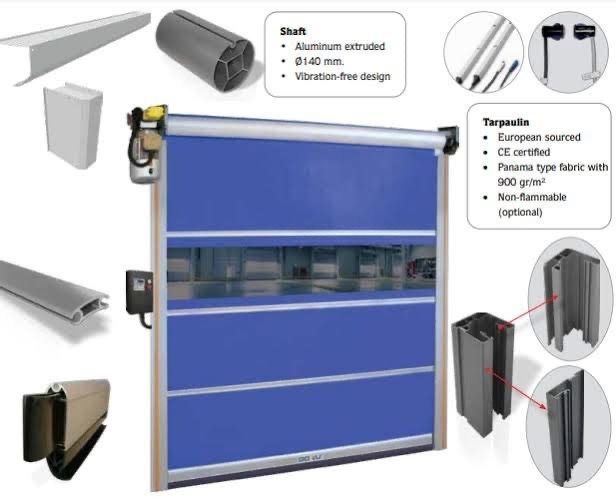 Shaft
• Aluminum extruded
• Ø140 mm.
• Vibration-free design
Tarpaulin
• European sourced
• CE certified
• Panama type fabric with
900 gr/m²
• Non-flammable
(optional)